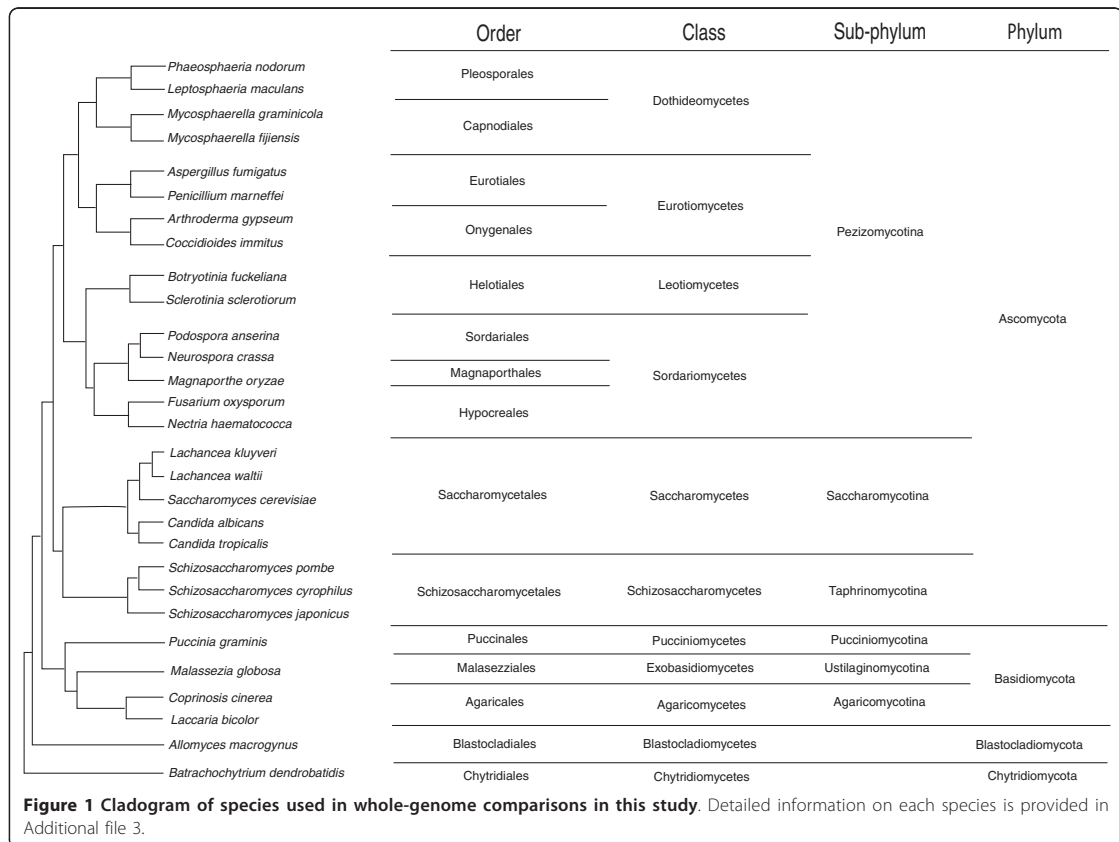 Order Class Sub-phylum Phylum
Phaeosphaeria nodorum
Leptosphaeria maculans
Pleosporales
Mycosphaerella graminicola
Mycosphaerella fijiensis
Capnodiales
Dothideomycetes
Aspergillus fumigatus
Penicillium marneffei
Eurotiales
Arthroderma gypseum
Coccidioides immitus
Onygenales
Eurotiomycetes
Botryotinia fuckeliana
Sclerotinia sclerotiorum
Helotiales
Leotiomycetes
Podospora anserina
Neurospora crassa
Sordariales
Magnaporthe oryzae
Magnaporthales
Fusarium oxysporum
Nectria haematococca
Hypocreales
Sordariomycetes
Pezizomycotina
Lachancea kluyveri
Lachancea waltii
Saccharomyces cerevisiae
Candida albicans
Candida tropicalis
Saccharomycetales
Saccharomycetes
Saccharomycotina
Schizosaccharomyces pombe
Schizosaccharomyces cyrophilus
Schizosaccharomyces japonicus
Schizosaccharomycetales
Schizosaccharomycetes
Taphrinomycotina
Ascomycota
Puccinia graminis
Puccinales
Pucciniomycetes
Pucciniomycotina
Malassezia globosa
Malasezziales
Exobasidiomycetes
Ustilaginomycotina
Coprinosis cinerea
Laccaria bicolor
Agaricales
Agaricomycetes
Agaricomycotina
Basidiomycota
Allomyces macrogynus
Blastocladiales
Blastocladiomycetes
Blastocladiomycota
Batrachochytrium dendrobatidis
Chytridiales
Chytridiomycetes
Chytridiomycota
Figure 1 Cladogram of species used in whole-genome comparisons in this study. Detailed information on each species is provided in
Additional file 3.